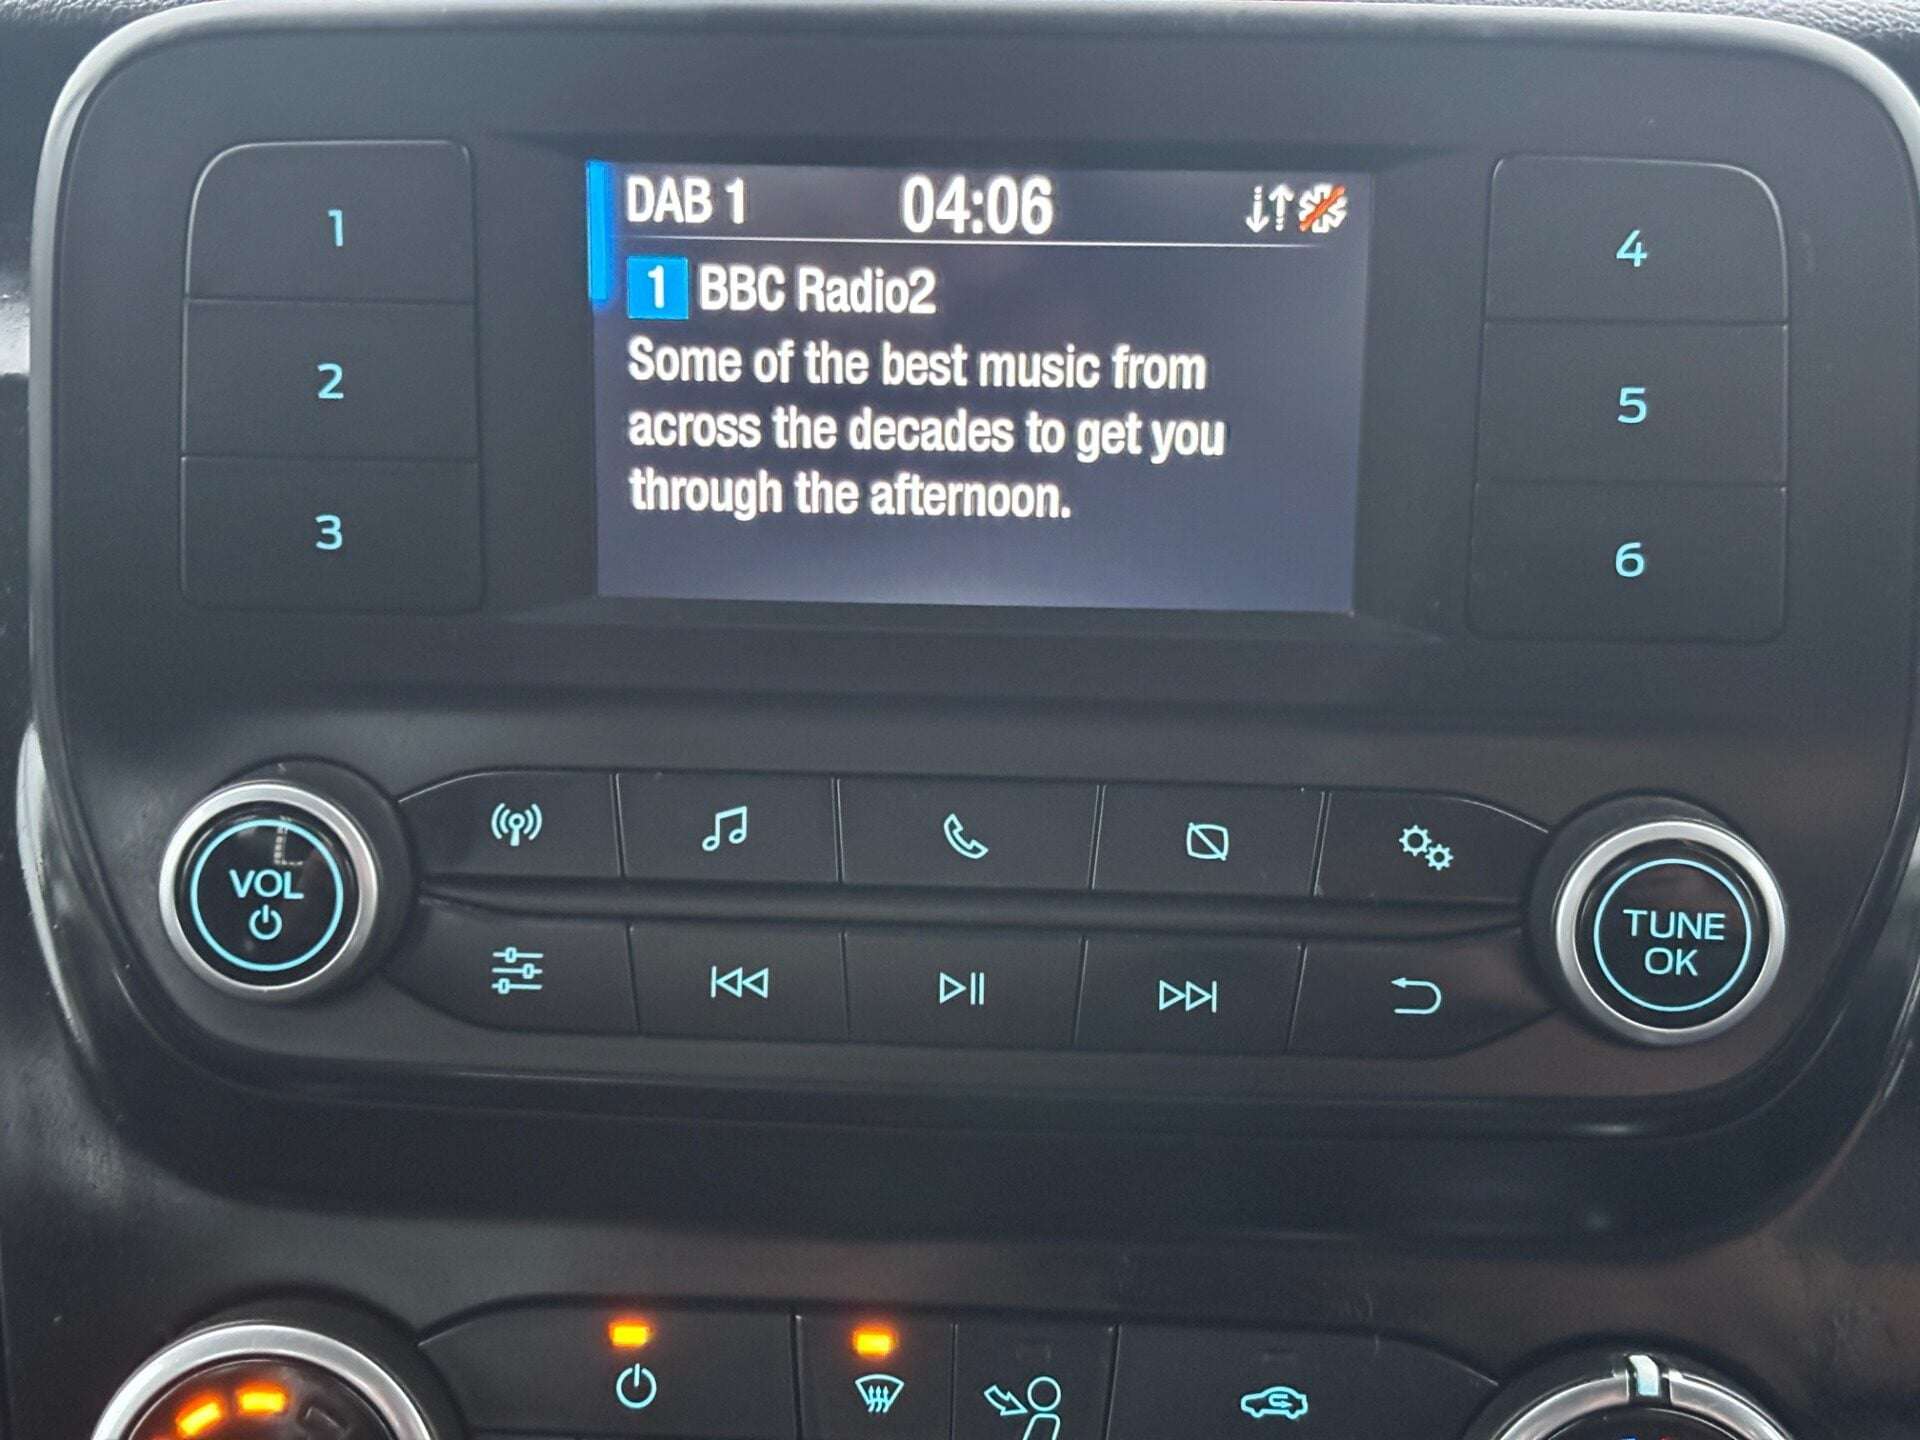 DAB 1 04:06
1 BBC Radio2
Some of the best music from
across the decades to get you
through the afternoon.
1
2
3
4
5
6
VOL
TUNE
OK